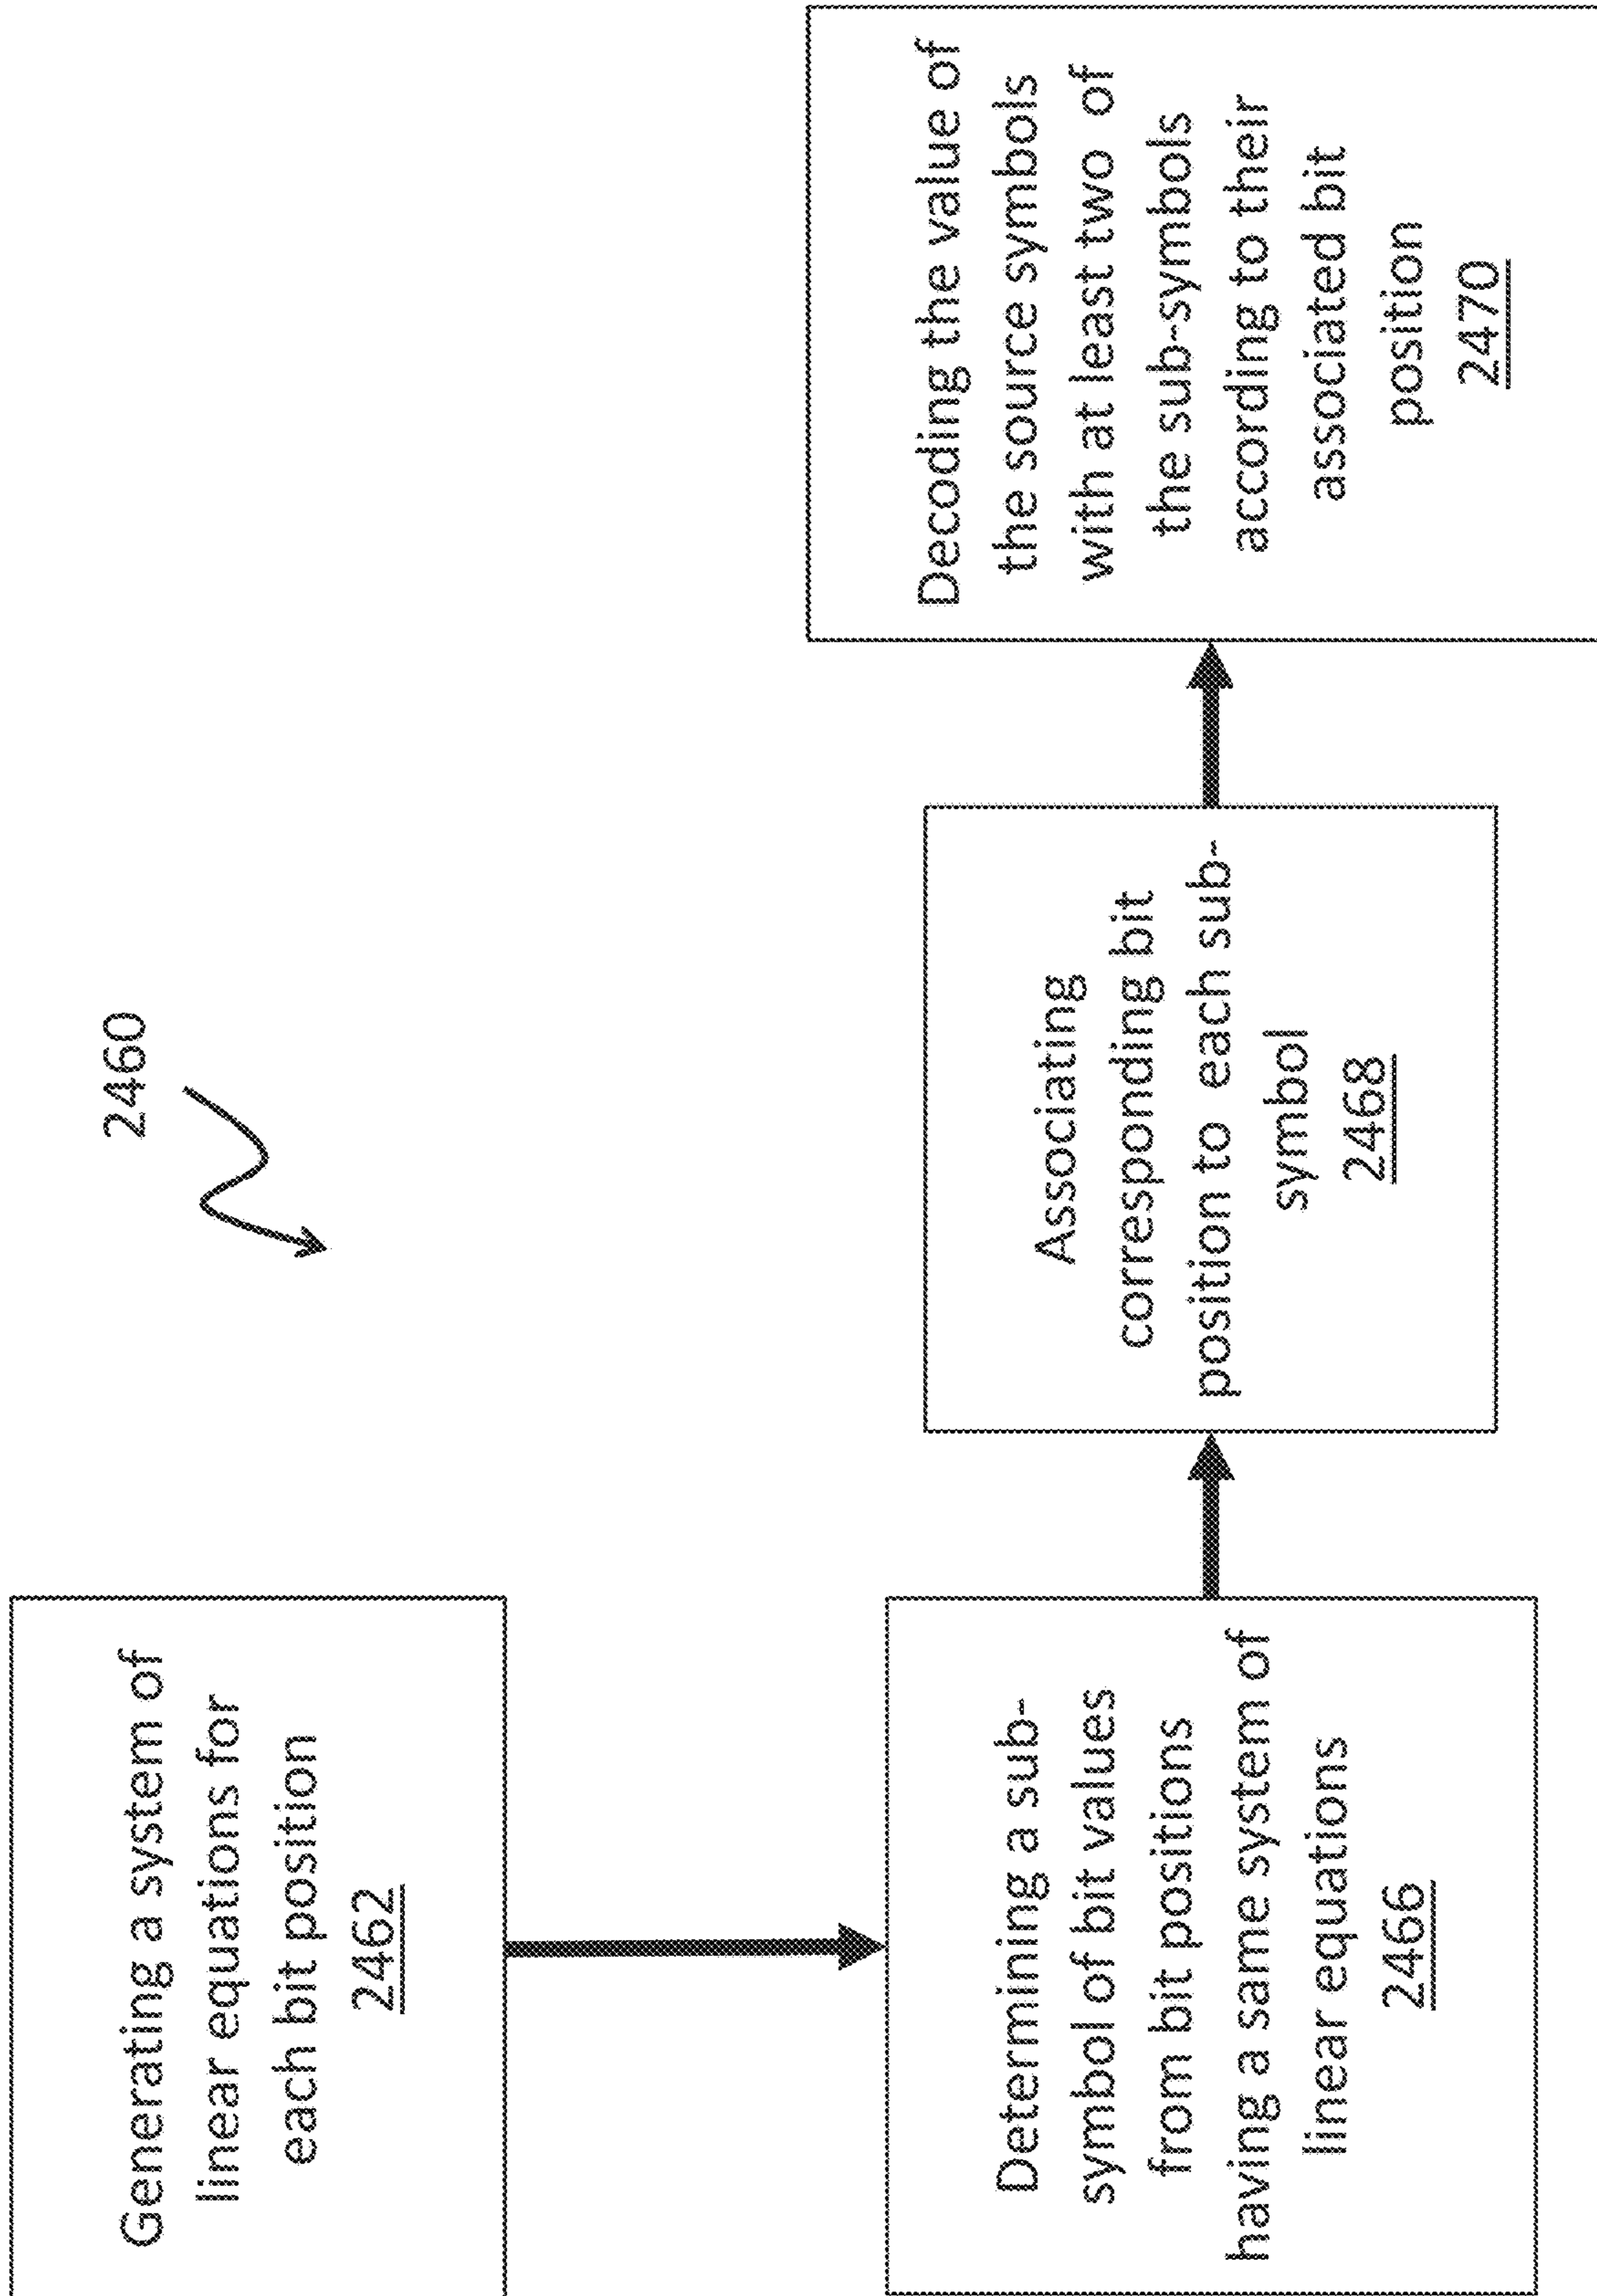 2460
Generating a system of
linear equations for
each bit position
2462
Determining a sub-
symbol of bit values
from bit positions
having a same system of
linear equations
2466
Associating
corresponding bit
position to each sub-
symbol
2468
Decoding the value of
the source symbols
with at least two of
the sub-symbols
according to their
associated bit
position
2470